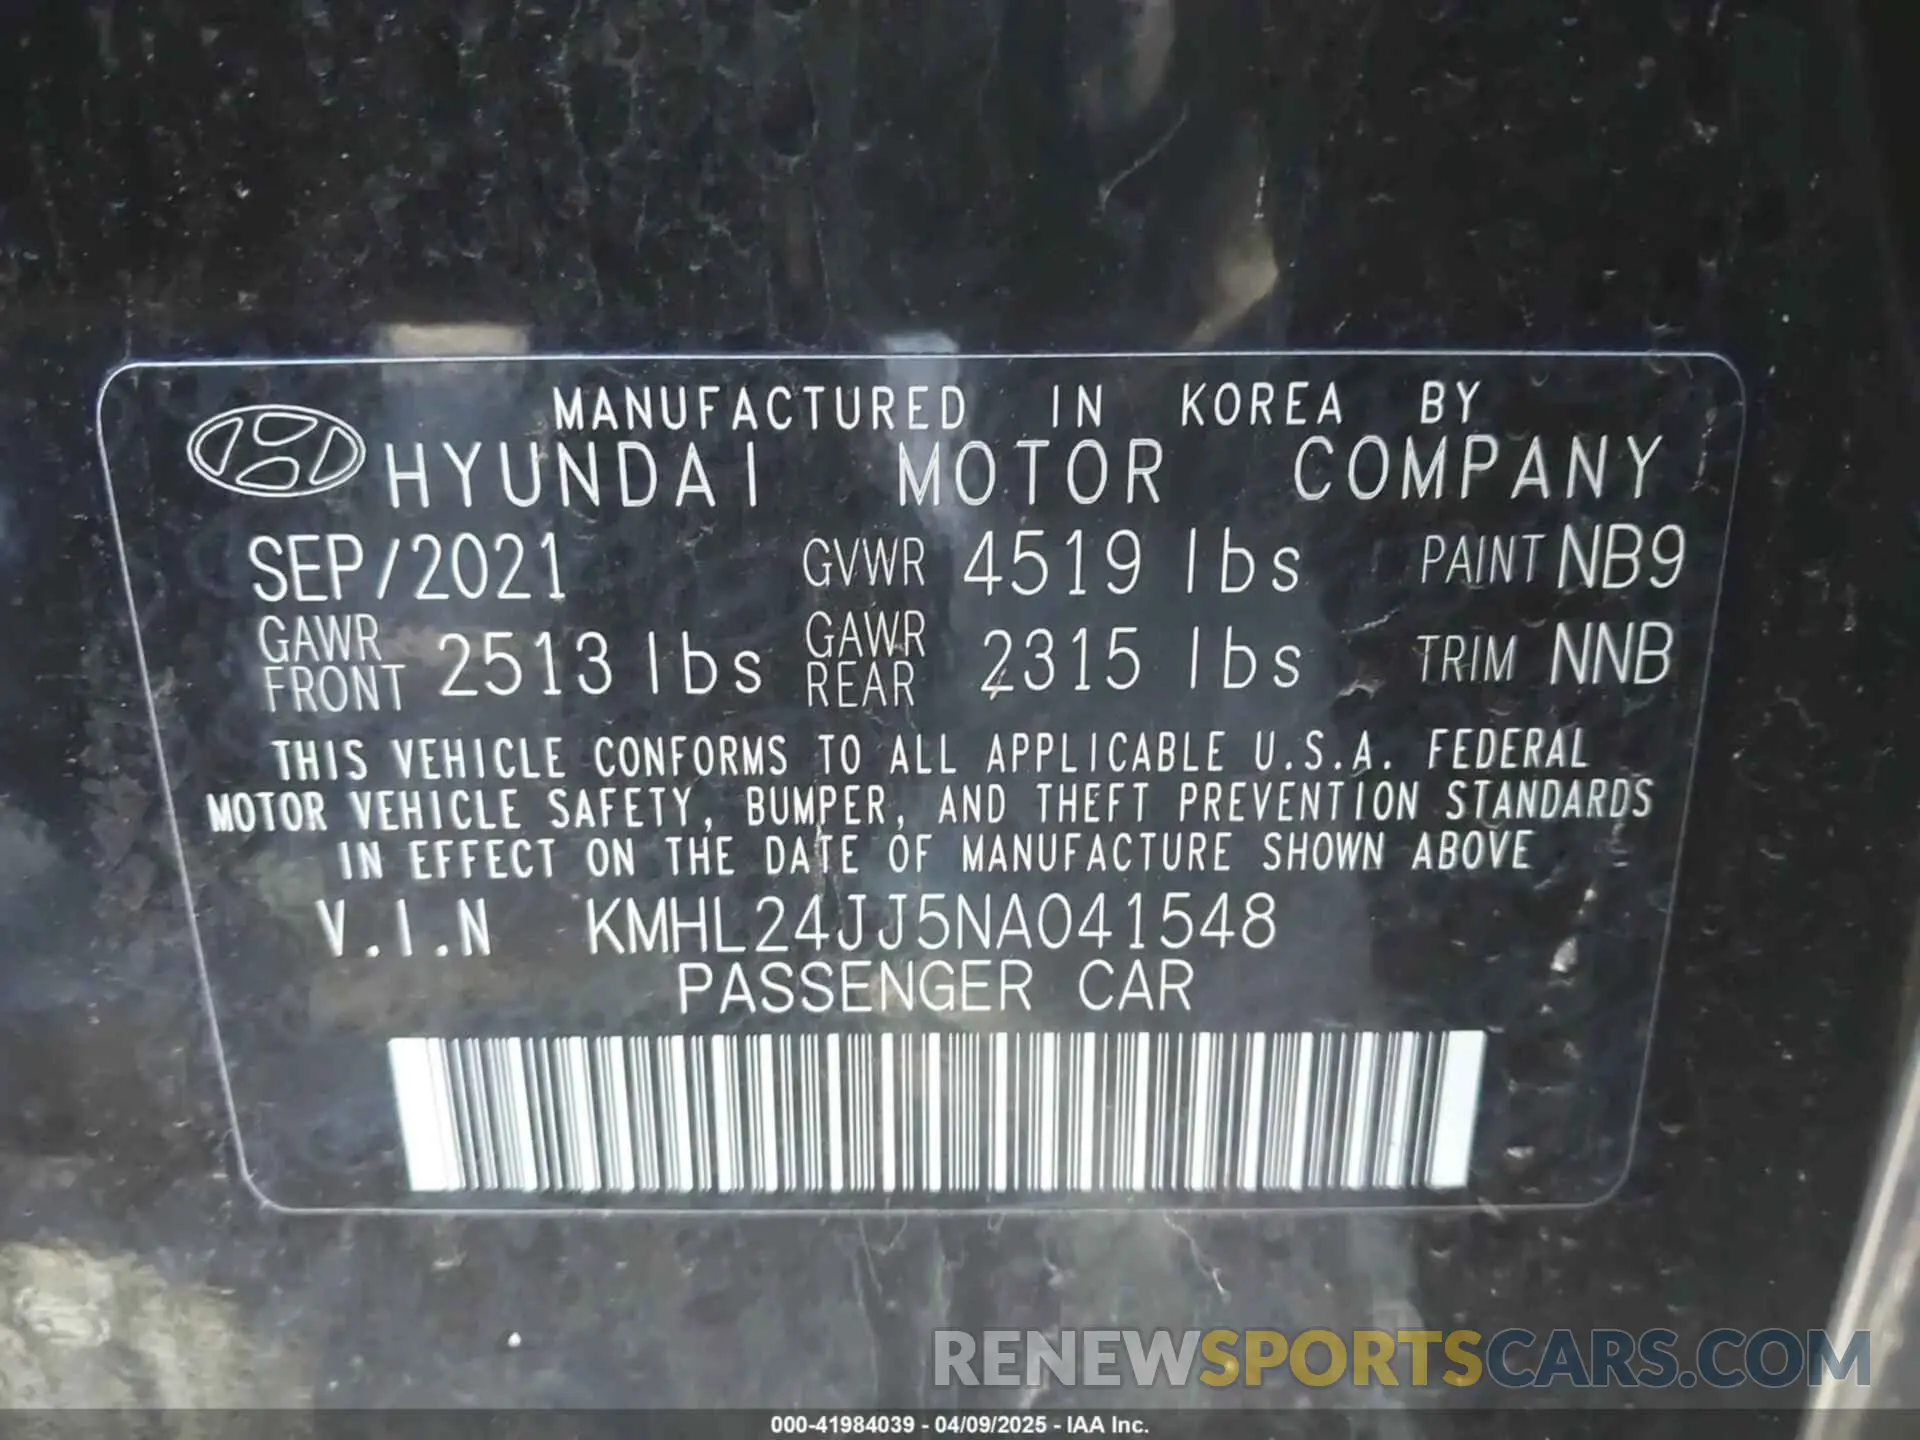 MANUFACTURED IN KOREA BY
HYUNDAI MOTOR COMPANY
SEP/2021 GVWR 4519 lbs PAINT NB9
GAWR FRONT 2513 lbs GAWR REAR 2315 lbs TRIM NNB
THIS VEHICLE CONFORMS TO ALL APPLICABLE U.S.A. FEDERAL
MOTOR VEHICLE SAFETY, BUMPER, AND THEFT PREVENTION STANDARDS
IN EFFECT ON THE DATE OF MANUFACTURE SHOWN ABOVE
V.I.N KMHL24JJ5NA041548
PASSENGER CAR
RENEWSPORTSCARS.COM
000-41984039 - 04/09/2025 - IAA Inc.